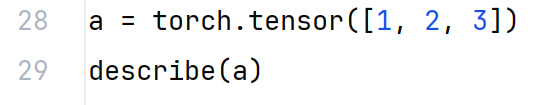 28 a = torch.tensor([1, 2, 3])
29 describe(a)